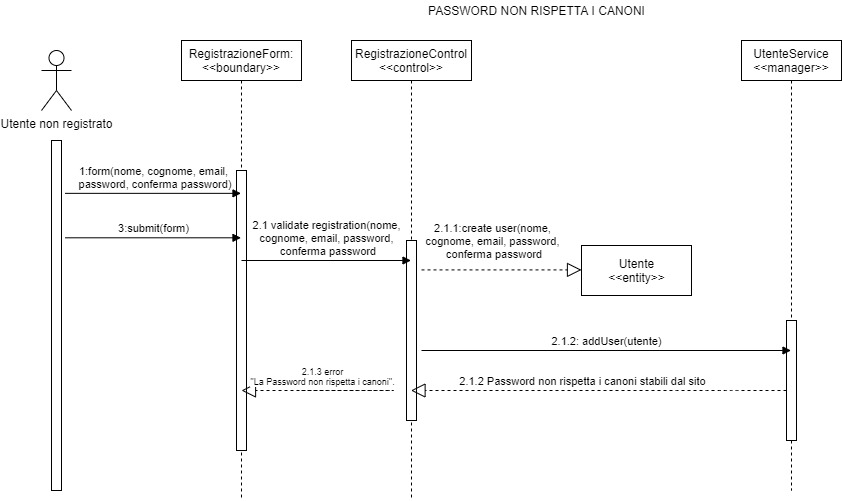 PASSWORD NON RISPETTA I CANONI
RegistrazioneForm:
<<boundary>>
RegistrazioneControl
<<control>>
UtenteService
<<manager>>
Utente non registrato
1:form(nome, cognome, email,
password, conferma password)
3:submit(form)
2.1 validate registration(nome,
cognome, email, password,
conferma password
2.1.1:create user(nome,
cognome, email, password,
conferma password
Utente
<<entity>>
2.1.2: addUser(utente)
2.1.3 error
"La Password non rispetta i canoni".
2.1.2 Password non rispetta i canoni stabili dal sito